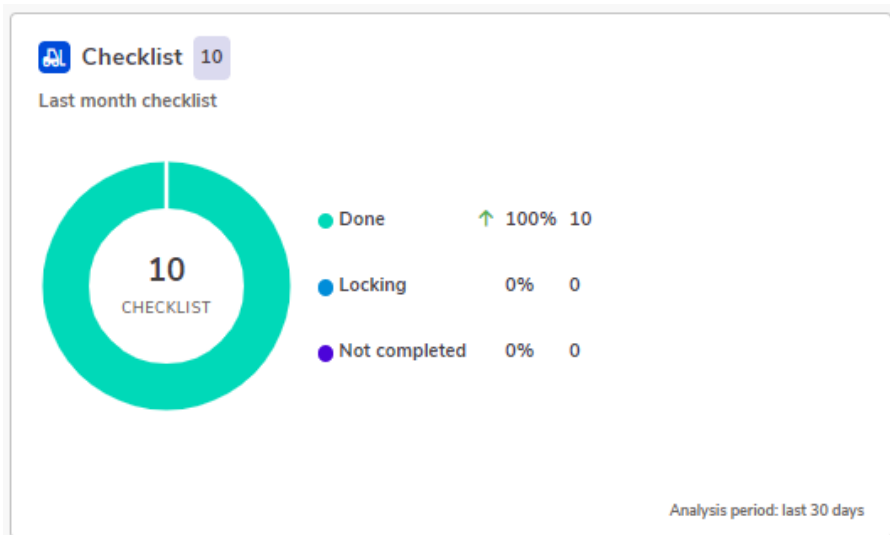 Checklist 10
Last month checklist
10
CHECKLIST
Done 100% 10
Locking 0% 0
Not completed 0% 0
Analysis period: last 30 days